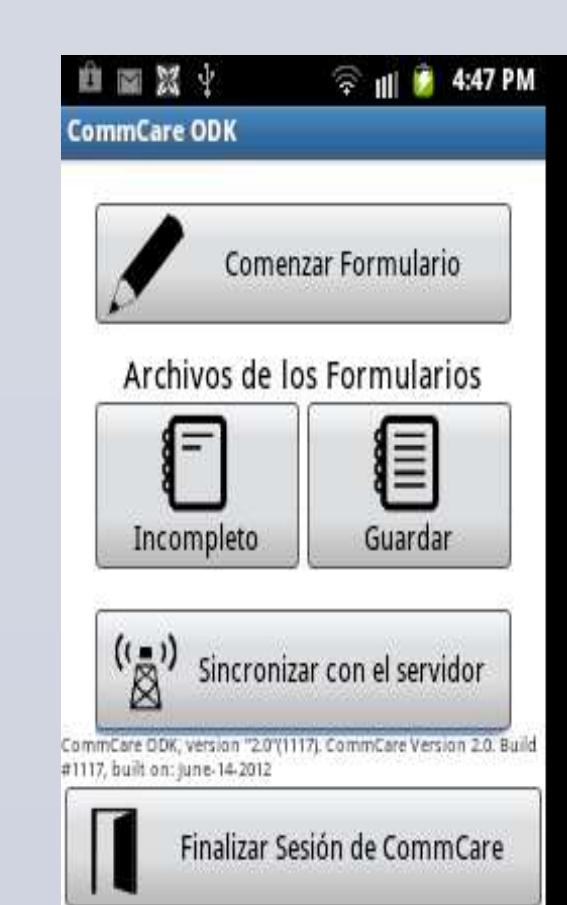 4:47 PM
CommCare ODK
Comenzar Formulario
Archivos de los Formularios
Incompleto Guardar
Sincronizar con el servidor
CommCare ODK, version "2.0"(1117). CommCare Version 2.0. Build
#1117, built on: June-14-2012
Finalizar Sesión de CommCare